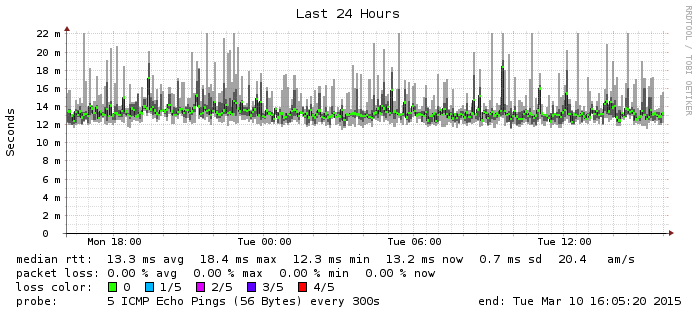 Last 24 Hours
RRDTOOL / TOBI OETIKER
Seconds
22 m
20 m
18 m
16 m
14 m
12 m
10 m
8 m
6 m
4 m
2 m
0
Mon 18:00 Tue 00:00 Tue 06:00 Tue 12:00
median rtt: 13.3 ms avg 18.4 ms max 12.3 ms min 13.2 ms now 0.7 ms sd 20.4 am/s
packet loss: 0.00 % avg 0.00 % max 0.00 % min 0.00 % now
loss color: 0 1/5 2/5 3/5 4/5
probe: 5 ICMP Echo Pings (56 Bytes) every 300s end: Tue Mar 10 16:05:20 2015